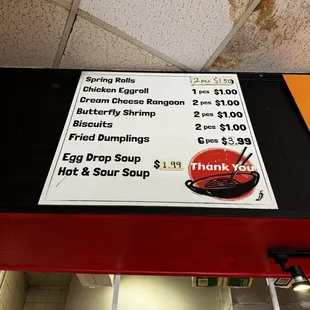 Spring Rolls 2 pcs $1.50
Chicken Eggroll 1 pcs $1.00
Cream Cheese Rangoon 2 pcs $1.00
Butterfly Shrimp 2 pcs $1.00
Biscuits 2 pcs $1.00
Fried Dumplings 6 pcs $3.99
Egg Drop Soup $1.99
Hot & Sour Soup
Thank You